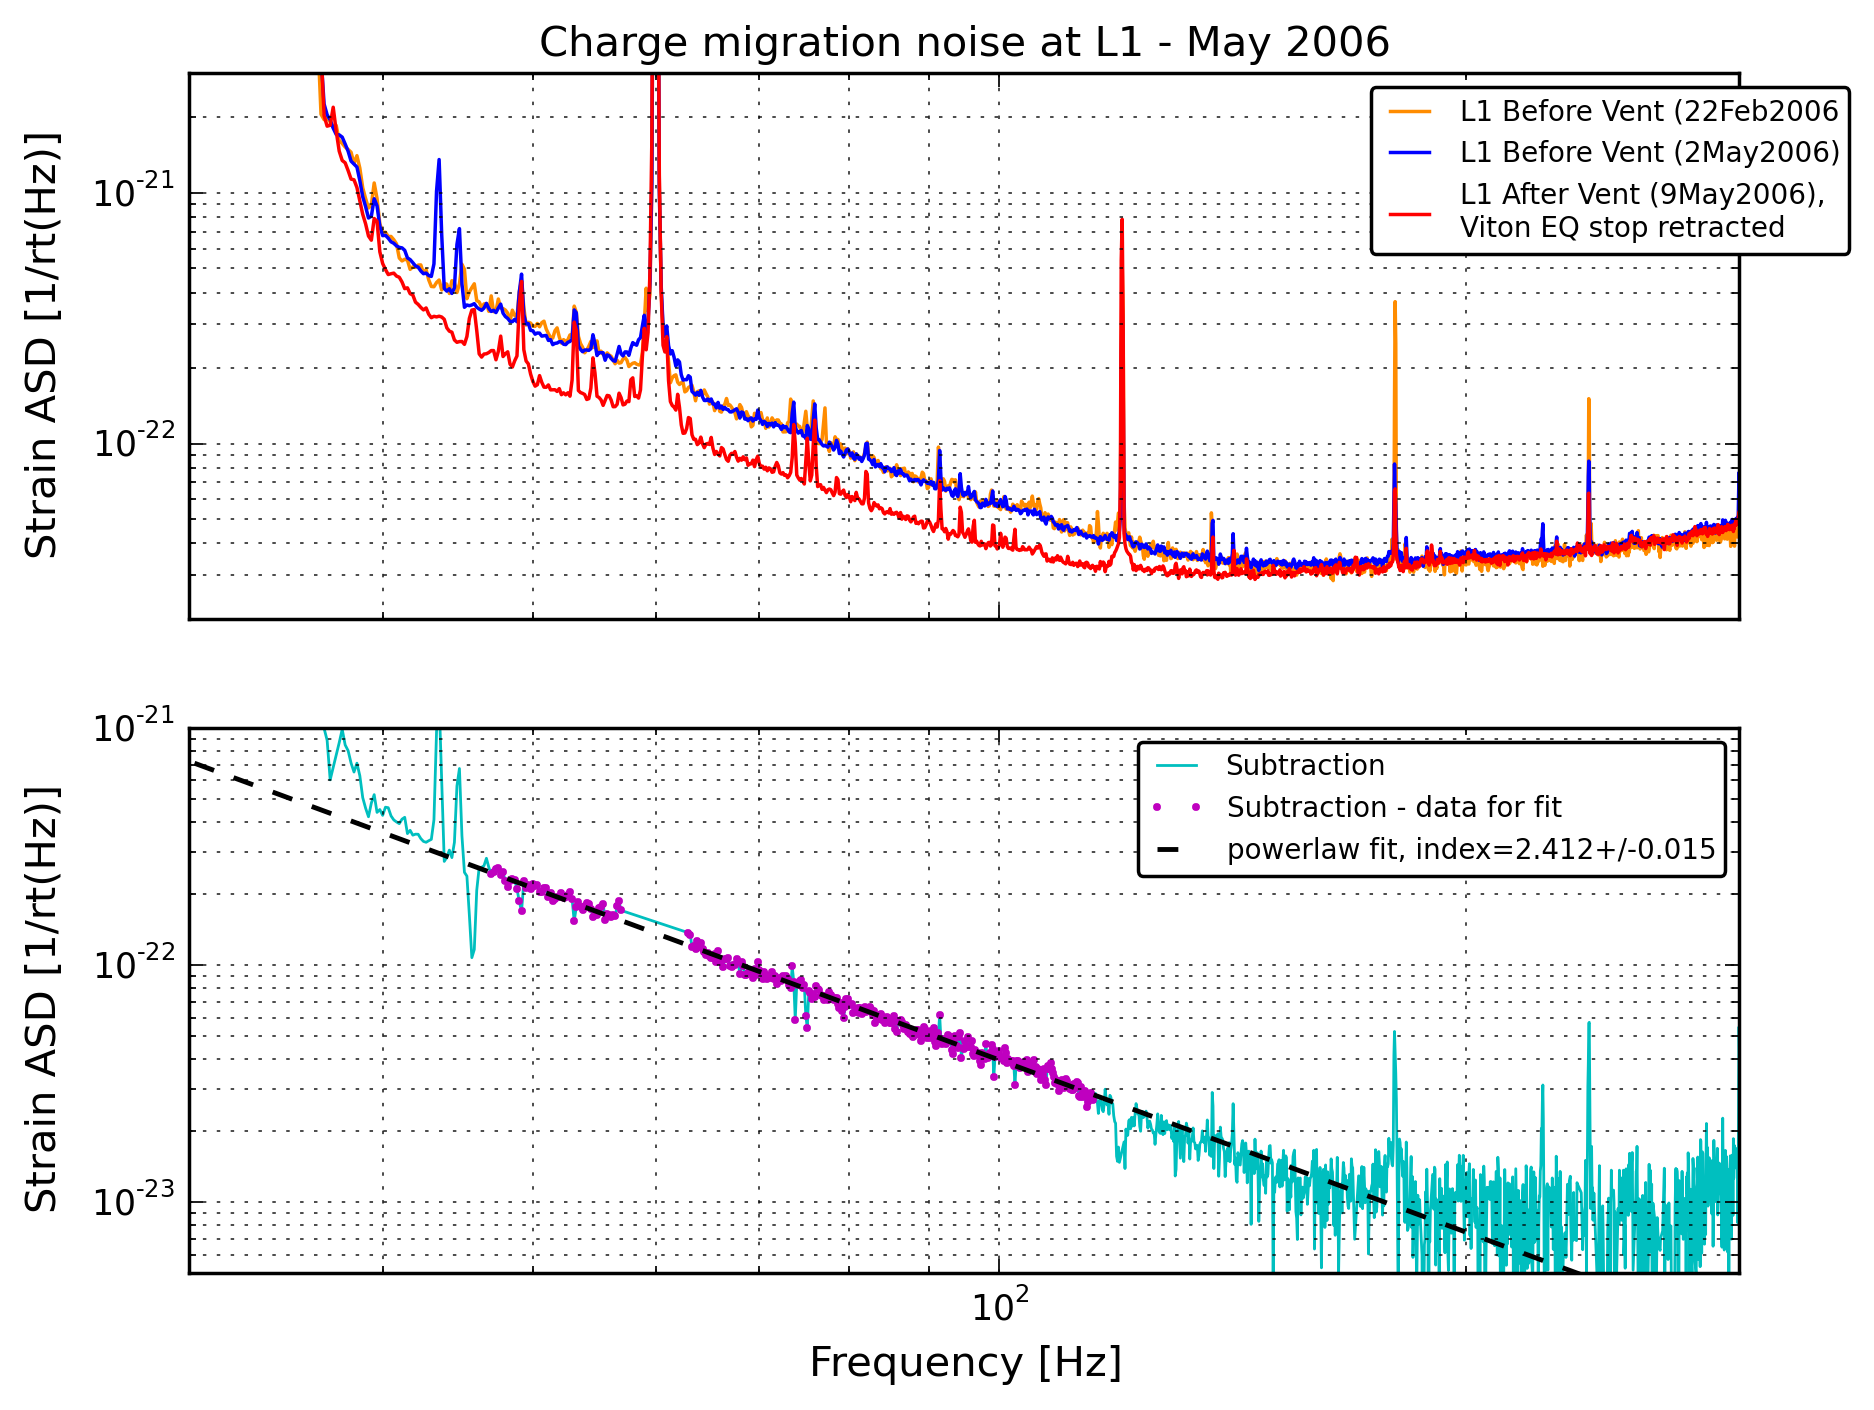 Charge migration noise at L1 - May 2006
Strain ASD [1/rt(Hz)]
10^-21
10^-22
L1 Before Vent (22Feb2006
L1 Before Vent (2May2006)
L1 After Vent (9May2006),
Viton EQ stop retracted
Strain ASD [1/rt(Hz)]
10^-21
10^-22
10^-23
Subtraction
Subtraction - data for fit
powerlaw fit, index=2.412+/-0.015
10^2
Frequency [Hz]